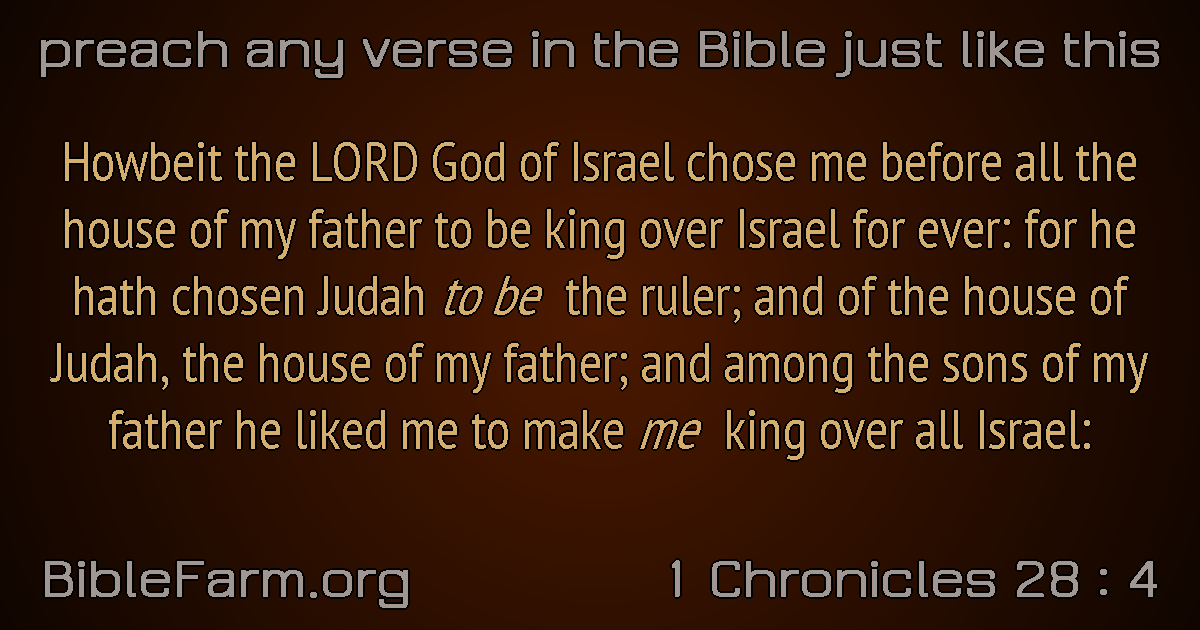 preach any verse in the Bible just like this
Howbeit the LORD God of Israel chose me before all the
house of my father to be king over Israel for ever: for he
hath chosen Judah to be the ruler; and of the house of
Judah, the house of my father; and among the sons of my
father he liked me to make me king over all Israel:
BibleFarm.org
1 Chronicles 28 : 4